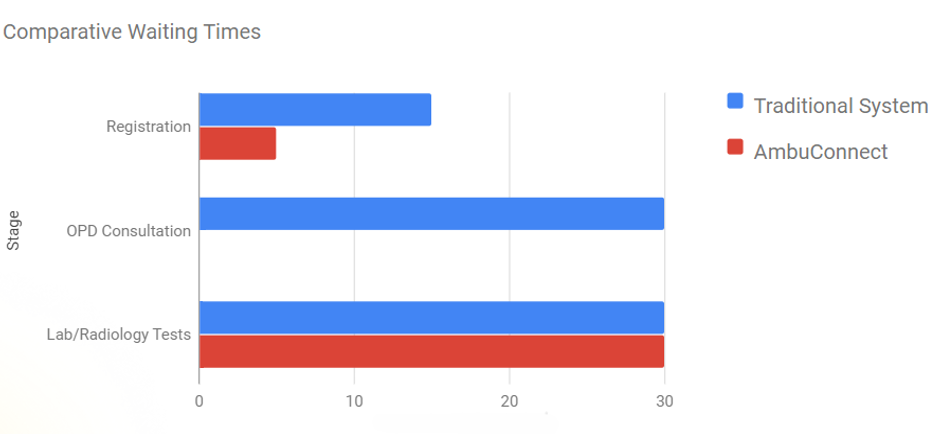 Comparative Waiting Times
Traditional System
AmbuConnect
Stage
Registration
OPD Consultation
Lab/Radiology Tests
0 10 20 30